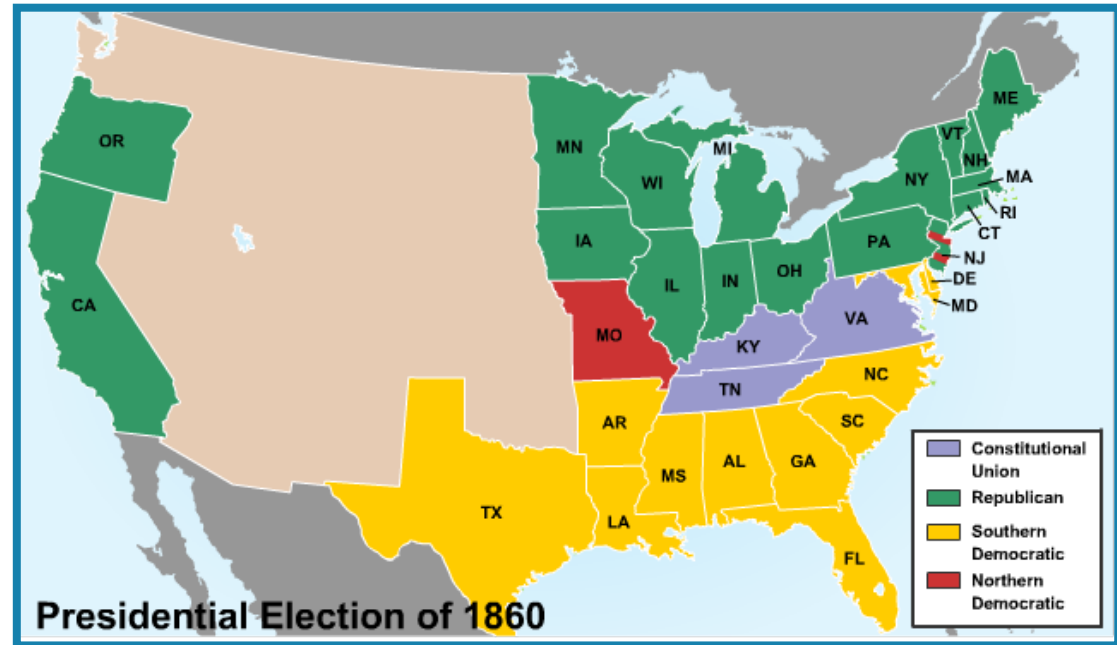 ME
OR
VT
MN
MI
NH
WI
NY
MA
RI
CT
PA
IA
NJ
OH
DE
IL
IN
CA
MD
VA
MO
KY
NC
TN
AR
SC
MS
AL
GA
TX
LA
FL
Constitutional
Union
Republican
Southern
Democratic
Northern
Democratic
Presidential Election of 1860